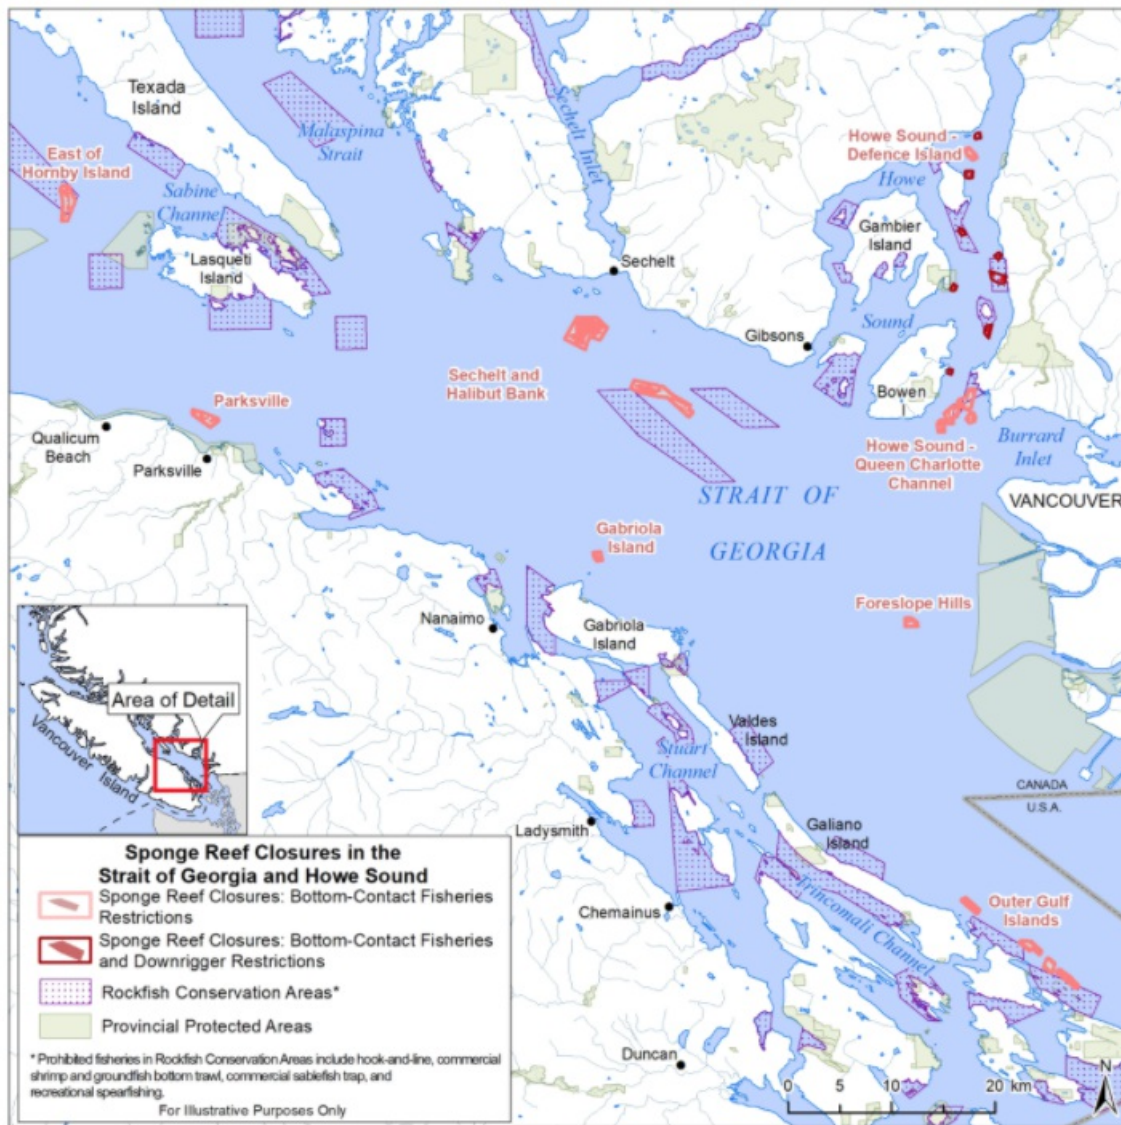 Texada
Island
Malaspina
Strait
Sechelt Inlet
East of
Hornby Island
Sabine
Channel
Lasqueti
Island
Howe Sound -
Defence Island
Howe
Gambier
Island
Sechelt
Sound
Gibsons
Bowen
I
Sechelt and
Halibut Bank
Parksville
Qualicum
Beach
Parksville
Howe Sound -
Queen Charlotte
Channel
Burrard
Inlet
VANCOUVER
STRAIT OF
GEORGIA
Gabriola
Island
Foreslope Hills
Nanaimo
Gabriola
Island
Valdes
Island
Stuart
Channel
CANADA
U.S.A.
Ladysmith
Galiano
Island
Trincomali Channel
Chemainus
Outer Gulf
Islands
Duncan
Area of Detail
Vancouver Island
Sponge Reef Closures in the
Strait of Georgia and Howe Sound
Sponge Reef Closures: Bottom-Contact Fisheries
Restrictions
Sponge Reef Closures: Bottom-Contact Fisheries
and Downrigger Restrictions
Rockfish Conservation Areas*
Provincial Protected Areas
* Prohibited fisheries in Rockfish Conservation Areas include hook-and-line, commercial
shrimp and groundfish bottom trawl, commercial sablefish trap, and
recreational spearfishing.
For Illustrative Purposes Only
0 5 10 20 km
N